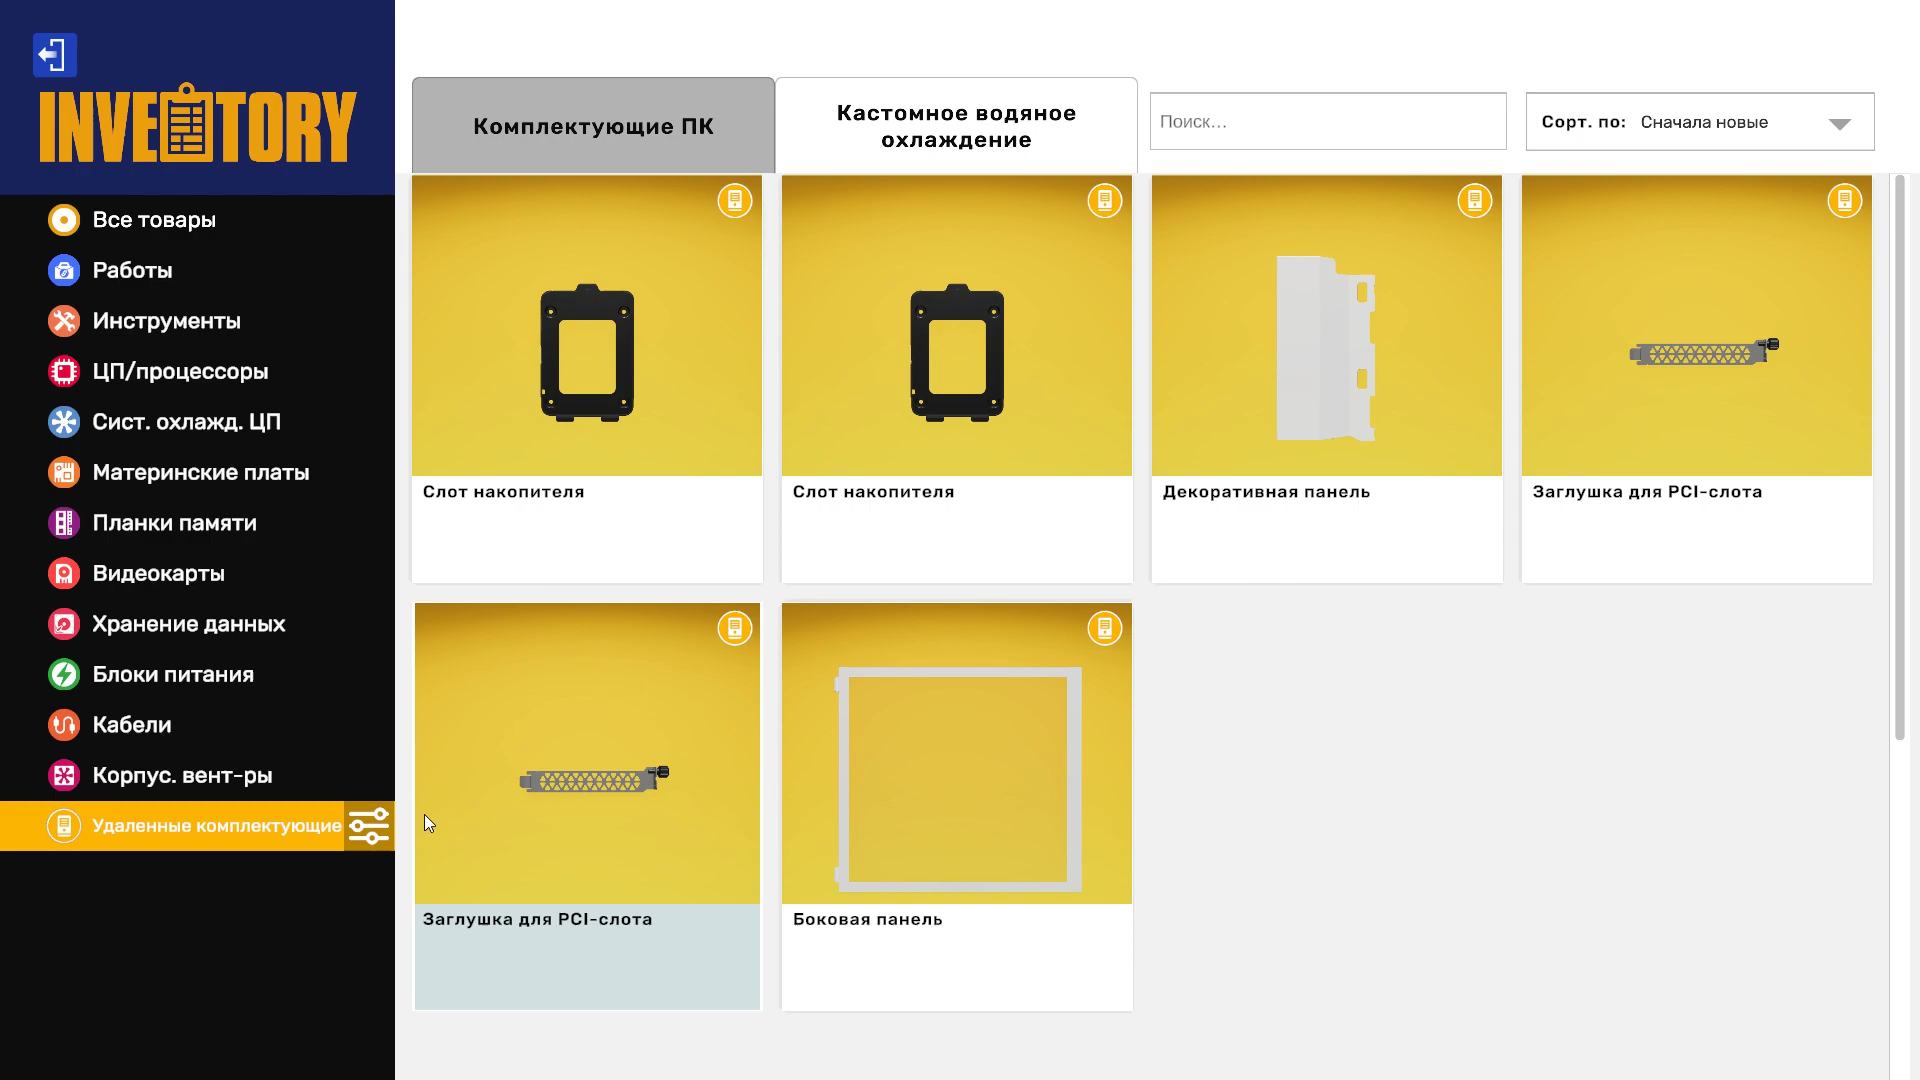 INVENTORY
Все товары
Работы
Инструменты
ЦП/процессоры
Сист. охлажд. ЦП
Материнские платы
Планки памяти
Видеокарты
Хранение данных
Блоки питания
Кабели
Корпус. вент-ры
Удаленные комплектующие
Комплектующие ПК
Кастомное водяное
охлаждение
Поиск...
Сорт. по: Сначала новые
Слот накопителя
Слот накопителя
Декоративная панель
Заглушка для PCI-слота
Заглушка для PCI-слота
Боковая панель